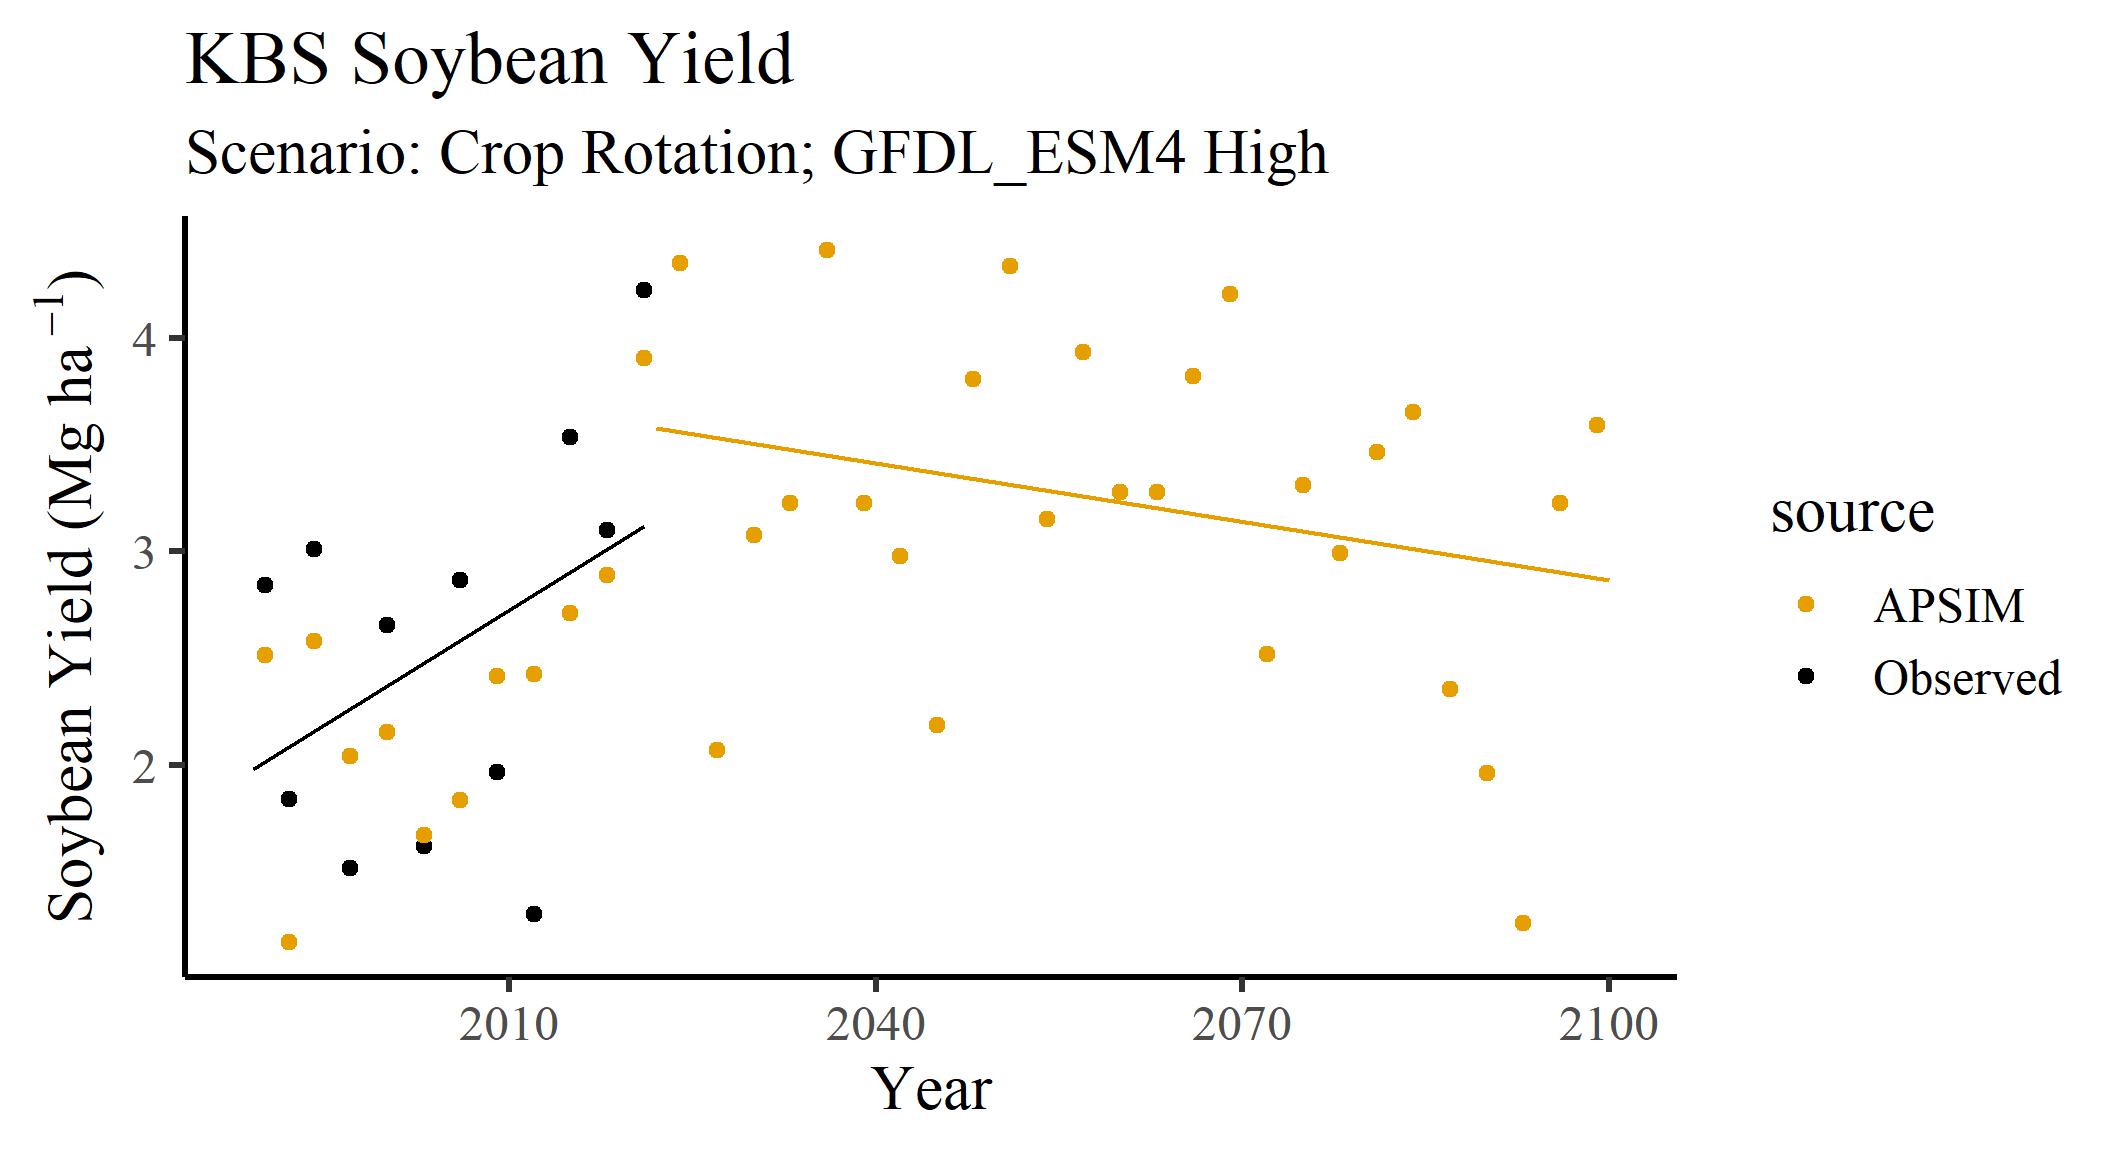 KBS Soybean Yield
Scenario: Crop Rotation; GFDL_ESM4 High
Soybean Yield (Mg ha −1)
4
3
2
2010 2040 2070 2100
Year
source
APSIM
Observed